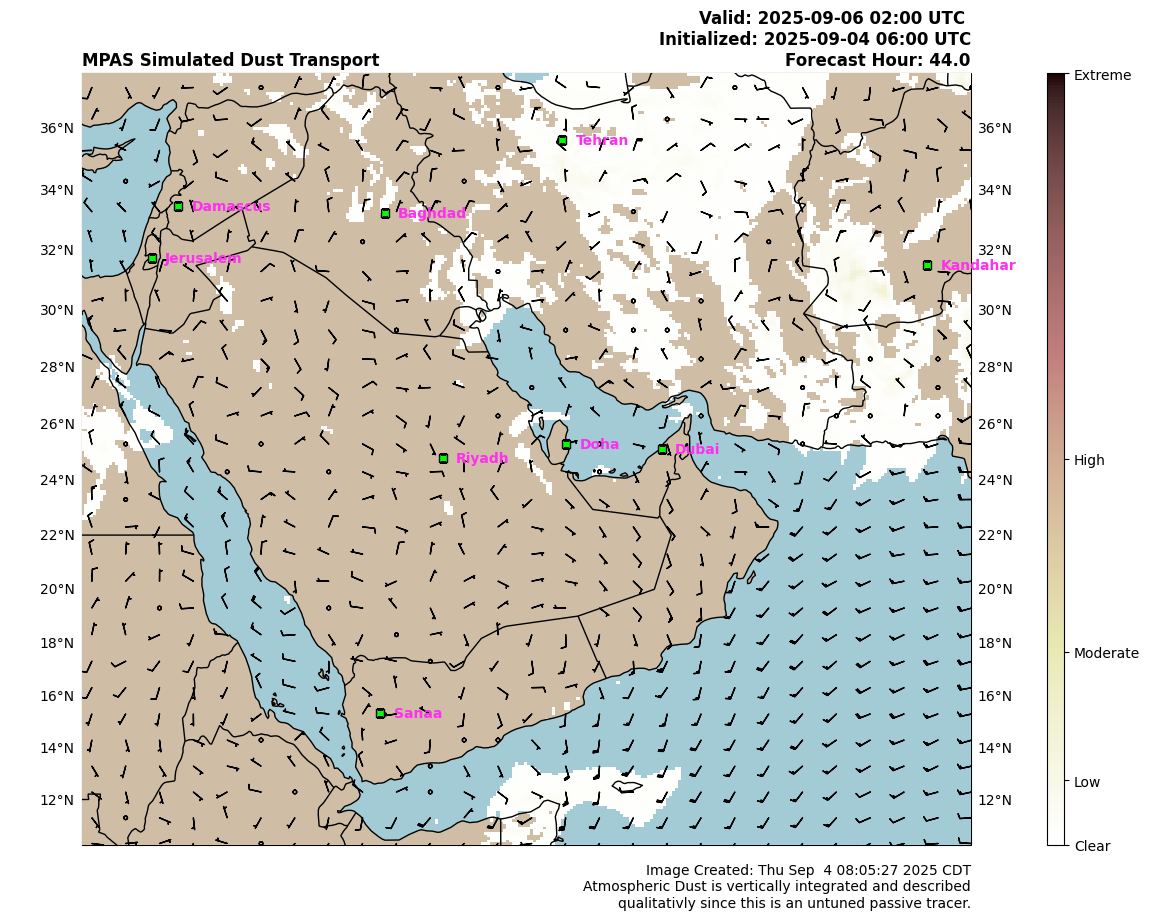 Valid: 2025-09-06 02:00 UTC
Initialized: 2025-09-04 06:00 UTC
MPAS Simulated Dust Transport
Forecast Hour: 44.0
Extreme
36°N
36°N
Tehran
34°N
34°N
Damascus
Baghdad
32°N
32°N
Jerusalem
Kandahar
30°N
30°N
28°N
28°N
26°N
26°N
Doha
Dubai
Riyadh
High
24°N
24°N
22°N
22°N
20°N
20°N
18°N
18°N
Moderate
16°N
16°N
Sanaa
14°N
14°N
Low
12°N
12°N
Clear
Image Created: Thu Sep  4 08:05:27 2025 CDT
Atmospheric Dust is vertically integrated and described
qualitativly since this is an untuned passive tracer.